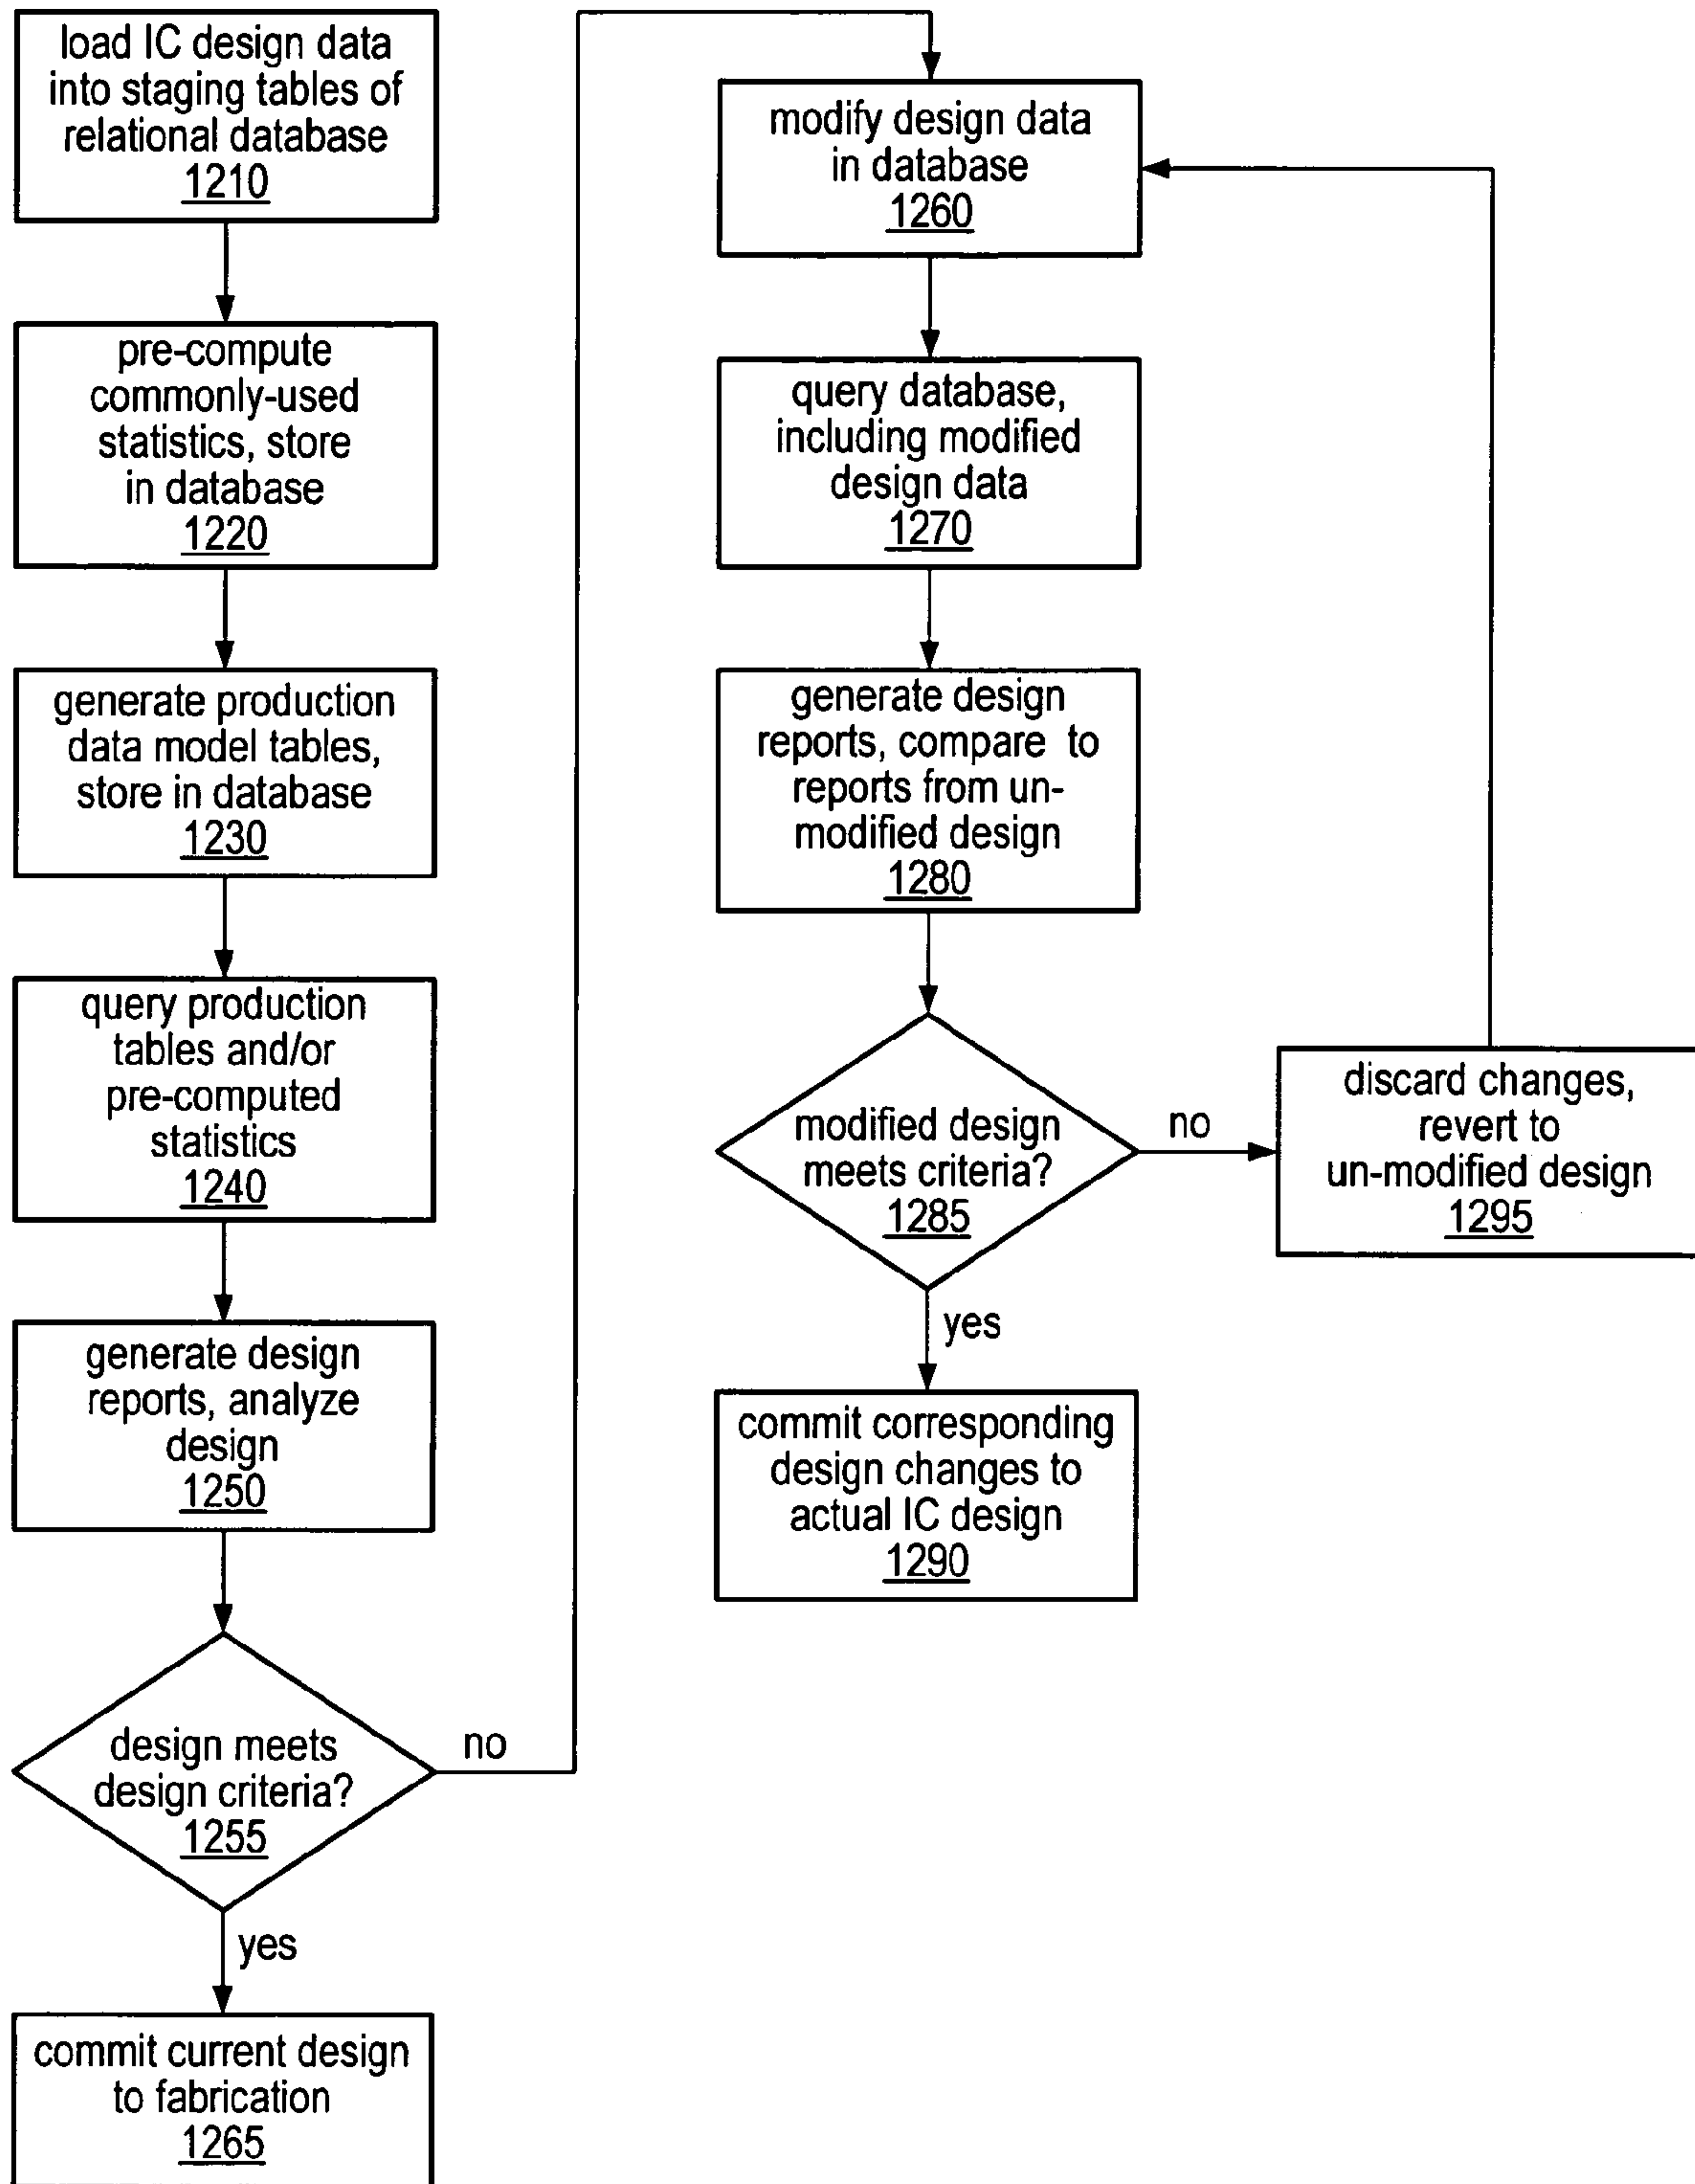 load IC design data
into staging tables of
relational database
1210
pre-compute
commonly-used
statistics, store
in database
1220
generate production
data model tables,
store in database
1230
query production
tables and/or
pre-computed
statistics
1240
generate design
reports, analyze
design
1250
design meets
design criteria?
1255
no
yes
commit current design
to fabrication
1265
modify design data
in database
1260
query database,
including modified
design data
1270
generate design
reports, compare to
reports from un-
modified design
1280
modified design
meets criteria?
1285
no
yes
discard changes,
revert to
un-modified design
1295
commit corresponding
design changes to
actual IC design
1290